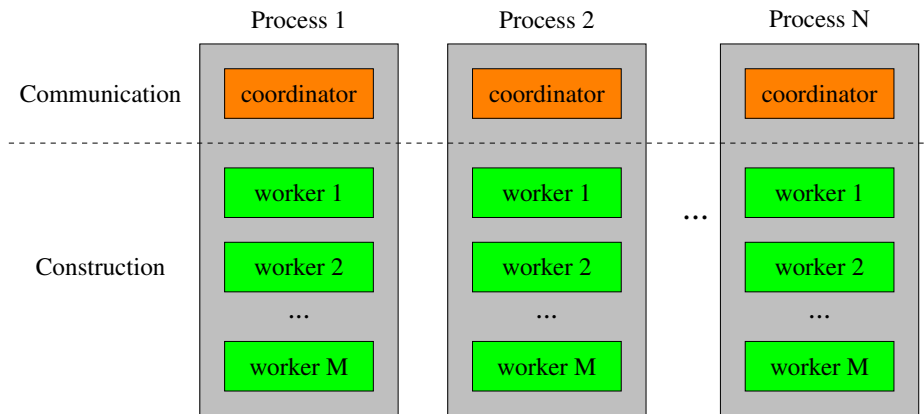 Process 1 Process 2 Process N
Communication coordinator coordinator coordinator
worker 1 worker 1 worker 1
...
Construction worker 2 worker 2 worker 2
... ... ...
worker M worker M worker M